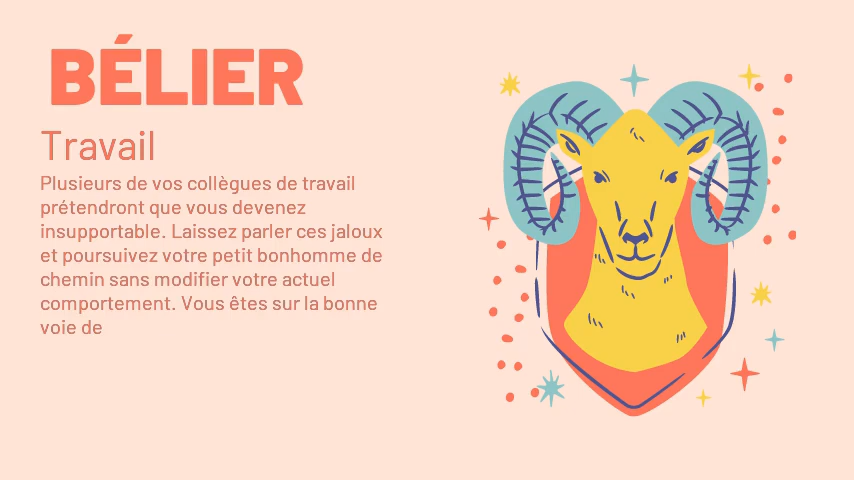 BÉLIER
Travail
Plusieurs de vos collègues de travail
prétendront que vous devenez
insupportable. Laissez parler ces jaloux
et poursuivez votre petit bonhomme de
chemin sans modifier votre actuel
comportement. Vous êtes sur la bonne
voie de